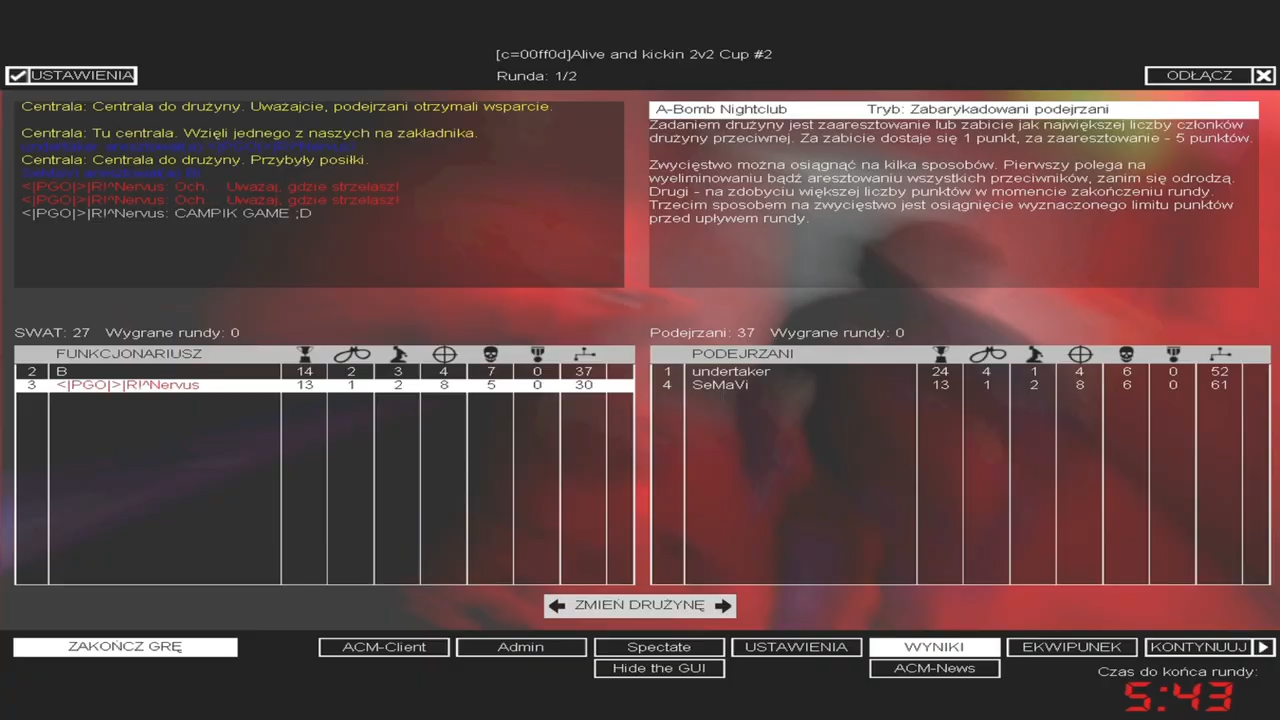 [c=00ff0d]Alive and kickin 2v2 Cup #2
USTAWIENIA
Runda: 1/2
ODŁĄCZ
Centrala: Centrala do drużyny. Uważajcie, podejrzani otrzymali wsparcie.
Centrala: Tu centrala. Wzięli jednego z naszych na zakładnika.
Centrala: Centrala do drużyny. Przybyły posiłki.
<|PGO|>|R!^Nervus: Och. Uważaj, gdzie strzelasz!
<|PGO|>|R!^Nervus: Och. Uważaj, gdzie strzelasz!
<|PGO|>|R!^Nervus: CAMPIK GAME ;D
A-Bomb Nightclub Tryb: Zabarykadowani podejrzani
Zadaniem drużyny jest zaaresztowanie lub zabicie jak największej liczby członków
drużyny przeciwnej. Za zabicie dostaje się 1 punkt, za zaaresztowanie - 5 punktów.
Zwycięstwo można osiągnąć na kilka sposobów. Pierwszy polega na
wyeliminowaniu bądź aresztowaniu wszystkich przeciwników, zanim się odrodzą.
Drugi - na zdobyciu większej liczby punktów w momencie zakończeniu rundy.
Trzecim sposobem na zwycięstwo jest osiągnięcie wyznaczonego limitu punktów
przed upływem rundy.
SWAT: 27 Wygrane rundy: 0
FUNKCJONARIUSZ
2 B 14 2 3 4 7 0 37
3 <|PGO|>|R!^Nervus 13 1 2 8 5 0 30
Podejrzani: 37 Wygrane rundy: 0
PODEJRZANI
1 undertaker 24 4 1 4 6 0 52
4 SeMaVi 13 1 2 8 6 0 61
ZMIEŃ DRUŻYNĘ
ZAKOŃCZ GRĘ
ACM-Client
Admin
Spectate
USTAWIENIA
WYNIKI
EKWIPUNEK
KONTYNUUJ
Hide the GUI
ACM-News
Czas do końca rundy:
5:43